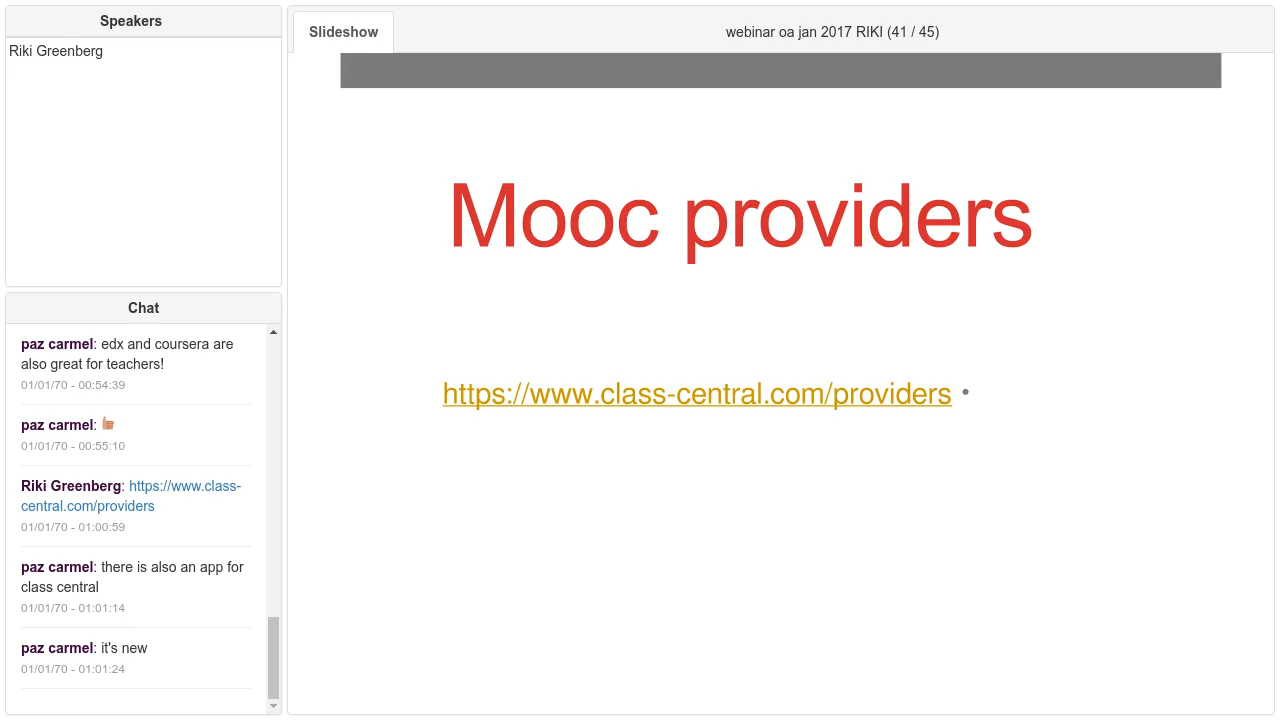 Speakers
Riki Greenberg
Chat
paz carmel: edx and coursera are
also great for teachers!
01/01/70 - 00:54:39
paz carmel: 👍
01/01/70 - 00:55:10
Riki Greenberg: https://www.class-
central.com/providers
01/01/70 - 01:00:59
paz carmel: there is also an app for
class central
01/01/70 - 01:01:14
paz carmel: it's new
01/01/70 - 01:01:24
Slideshow
webinar oa jan 2017 RIKI (41 / 45)
Mooc providers
https://www.class-central.com/providers •